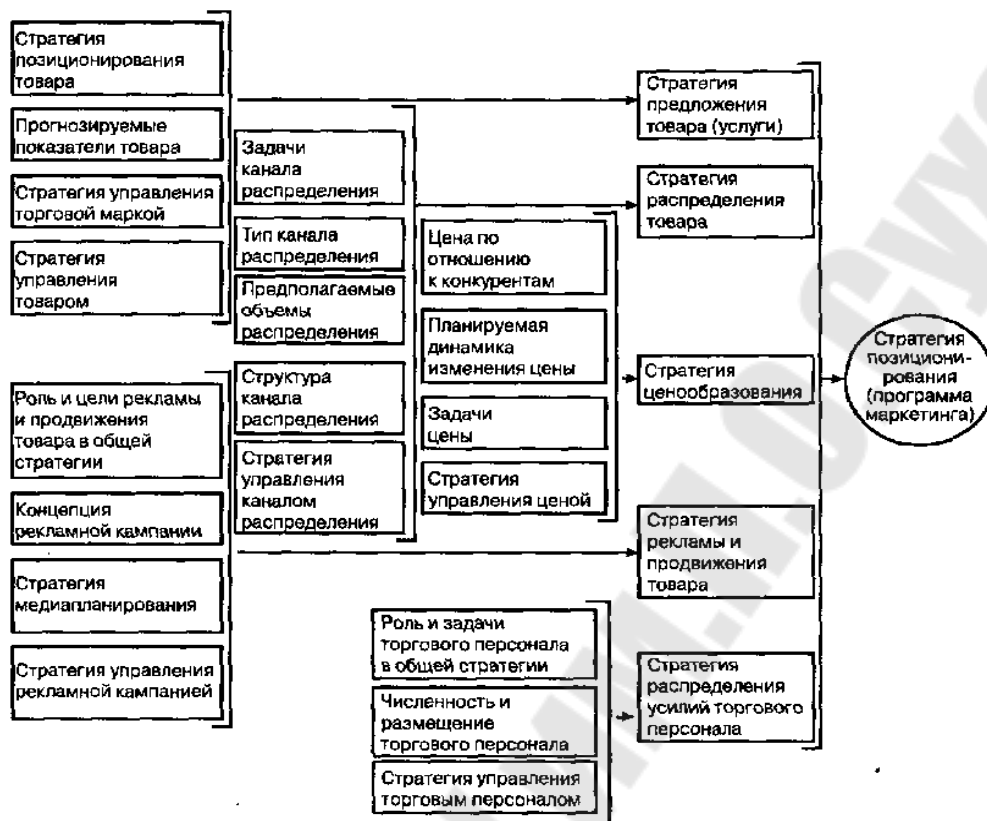 Стратегия
позиционирования
товара
Прогнозируемые
показатели товара
Стратегия управления
торговой маркой
Стратегия
управления
товаром
Роль и цели рекламы
и продвижения
товара в общей
стратегии
Концепция
рекламной кампании
Стратегия
медиапланирования
Стратегия управления
рекламной кампанией
Задачи
канала
распределения
Тип канала
распределения
Предполагаемые
объемы
распределения
Структура
канала
распределения
Стратегия
управления
каналом
распределения
Цена по
отношению
к конкурентам
Планируемая
динамика
изменения цены
Задачи
цены
Стратегия
управления ценой
Роль и задачи
торгового персонала
в общей стратегии
Численность и
размещение
торгового персонала
Стратегия управления
торговым персоналом
Стратегия
предложения
товара (услуги)
Стратегия
распределения
товара
Стратегия
ценообразования
Стратегия
рекламы и
продвижения
товара
Стратегия
распределения
усилий торгового
персонала
Стратегия
позициони-
рования
(программа
маркетинга)